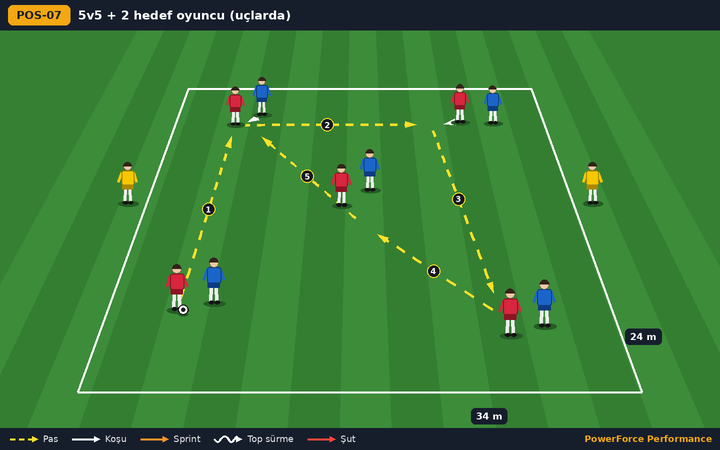 POS-07 5v5 + 2 hedef oyuncu (uçlarda)
2
5
1
3
4
24 m
34 m
Pas Koşu Sprint Top sürme Şut PowerForce Performance